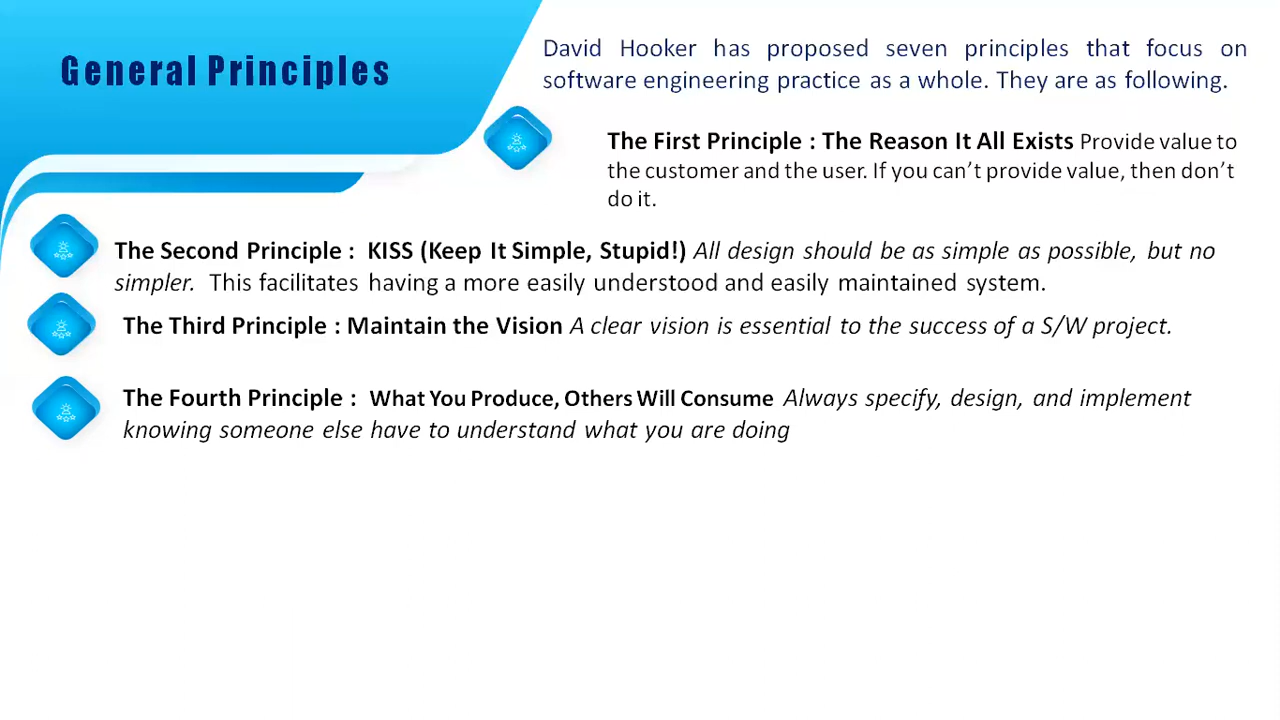 General Principles
David Hooker has proposed seven principles that focus on
software engineering practice as a whole. They are as following.
The First Principle : The Reason It All Exists Provide value to
the customer and the user. If you can’t provide value, then don’t
do it.
The Second Principle : KISS (Keep It Simple, Stupid!) All design should be as simple as possible, but no
simpler. This facilitates having a more easily understood and easily maintained system.
The Third Principle : Maintain the Vision A clear vision is essential to the success of a S/W project.
The Fourth Principle : What You Produce, Others Will Consume Always specify, design, and implement
knowing someone else have to understand what you are doing